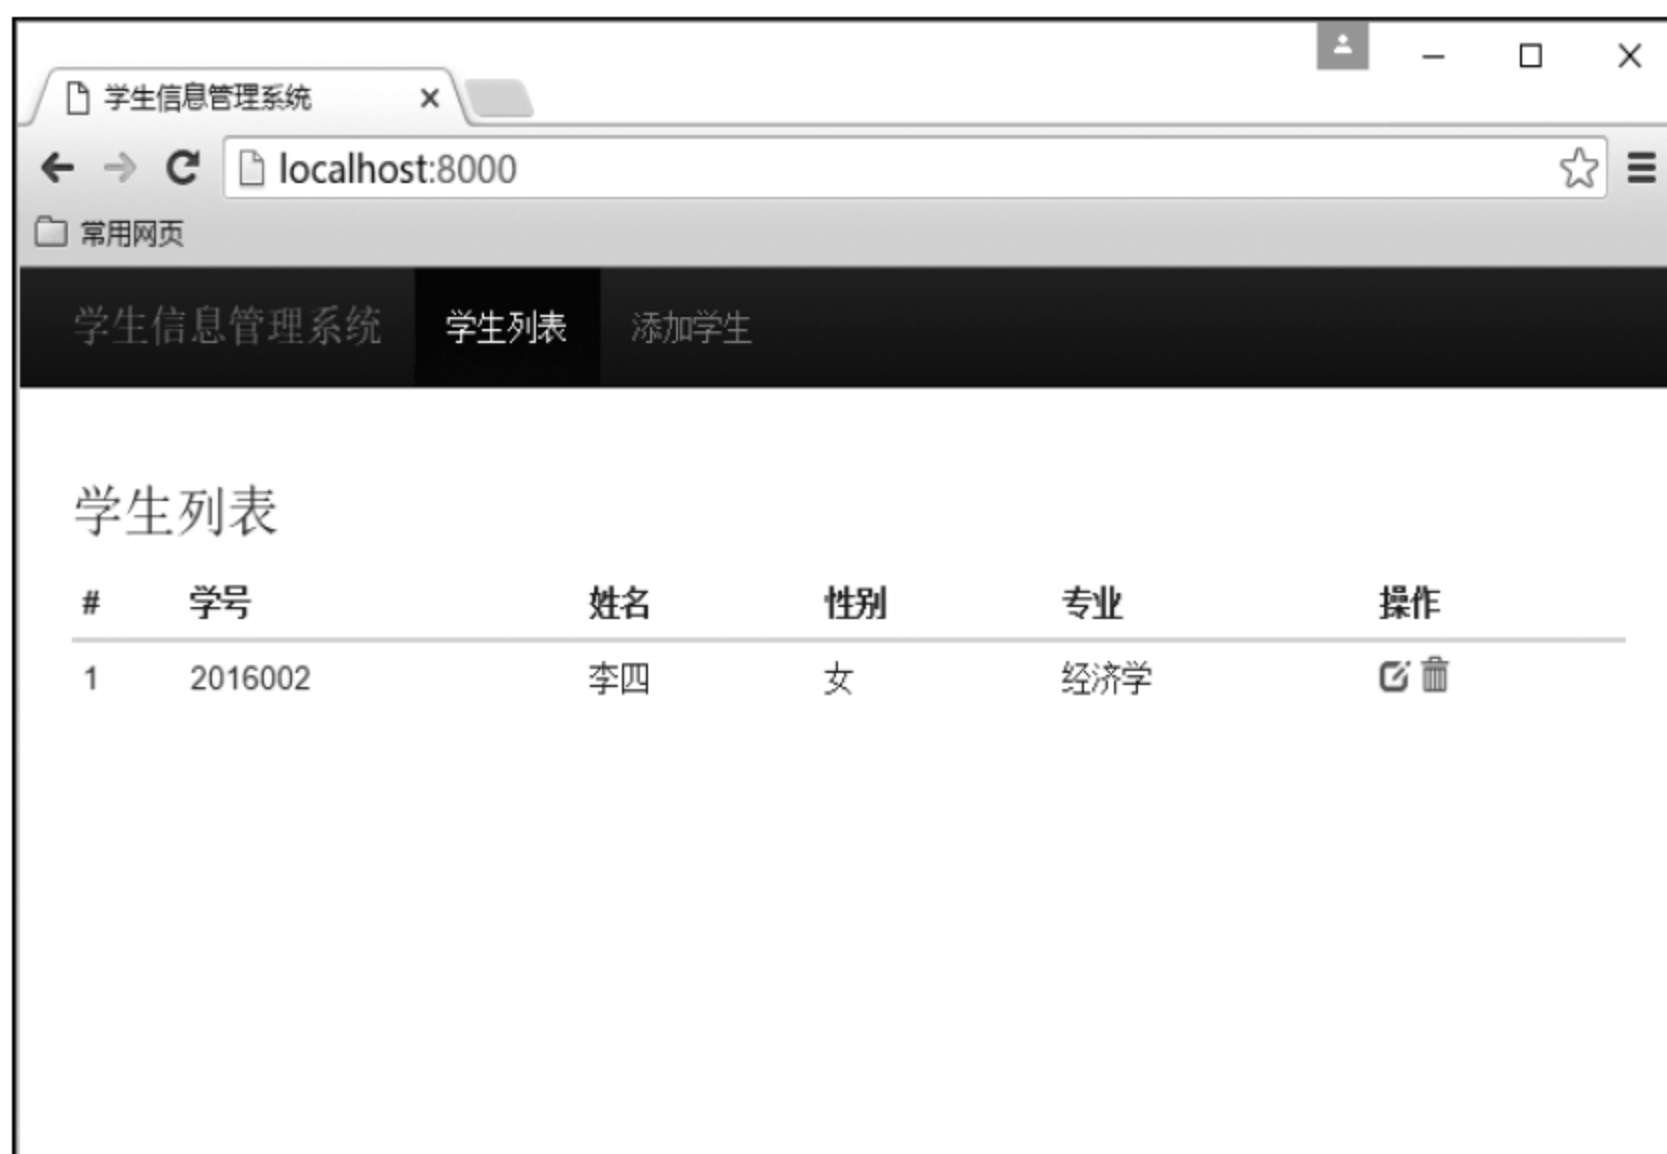 学生信息管理系统
localhost:8000
常用网页
学生信息管理系统 学生列表 添加学生
学生列表
# 学号 姓名 性别 专业 操作
1 2016002 李四 女 经济学